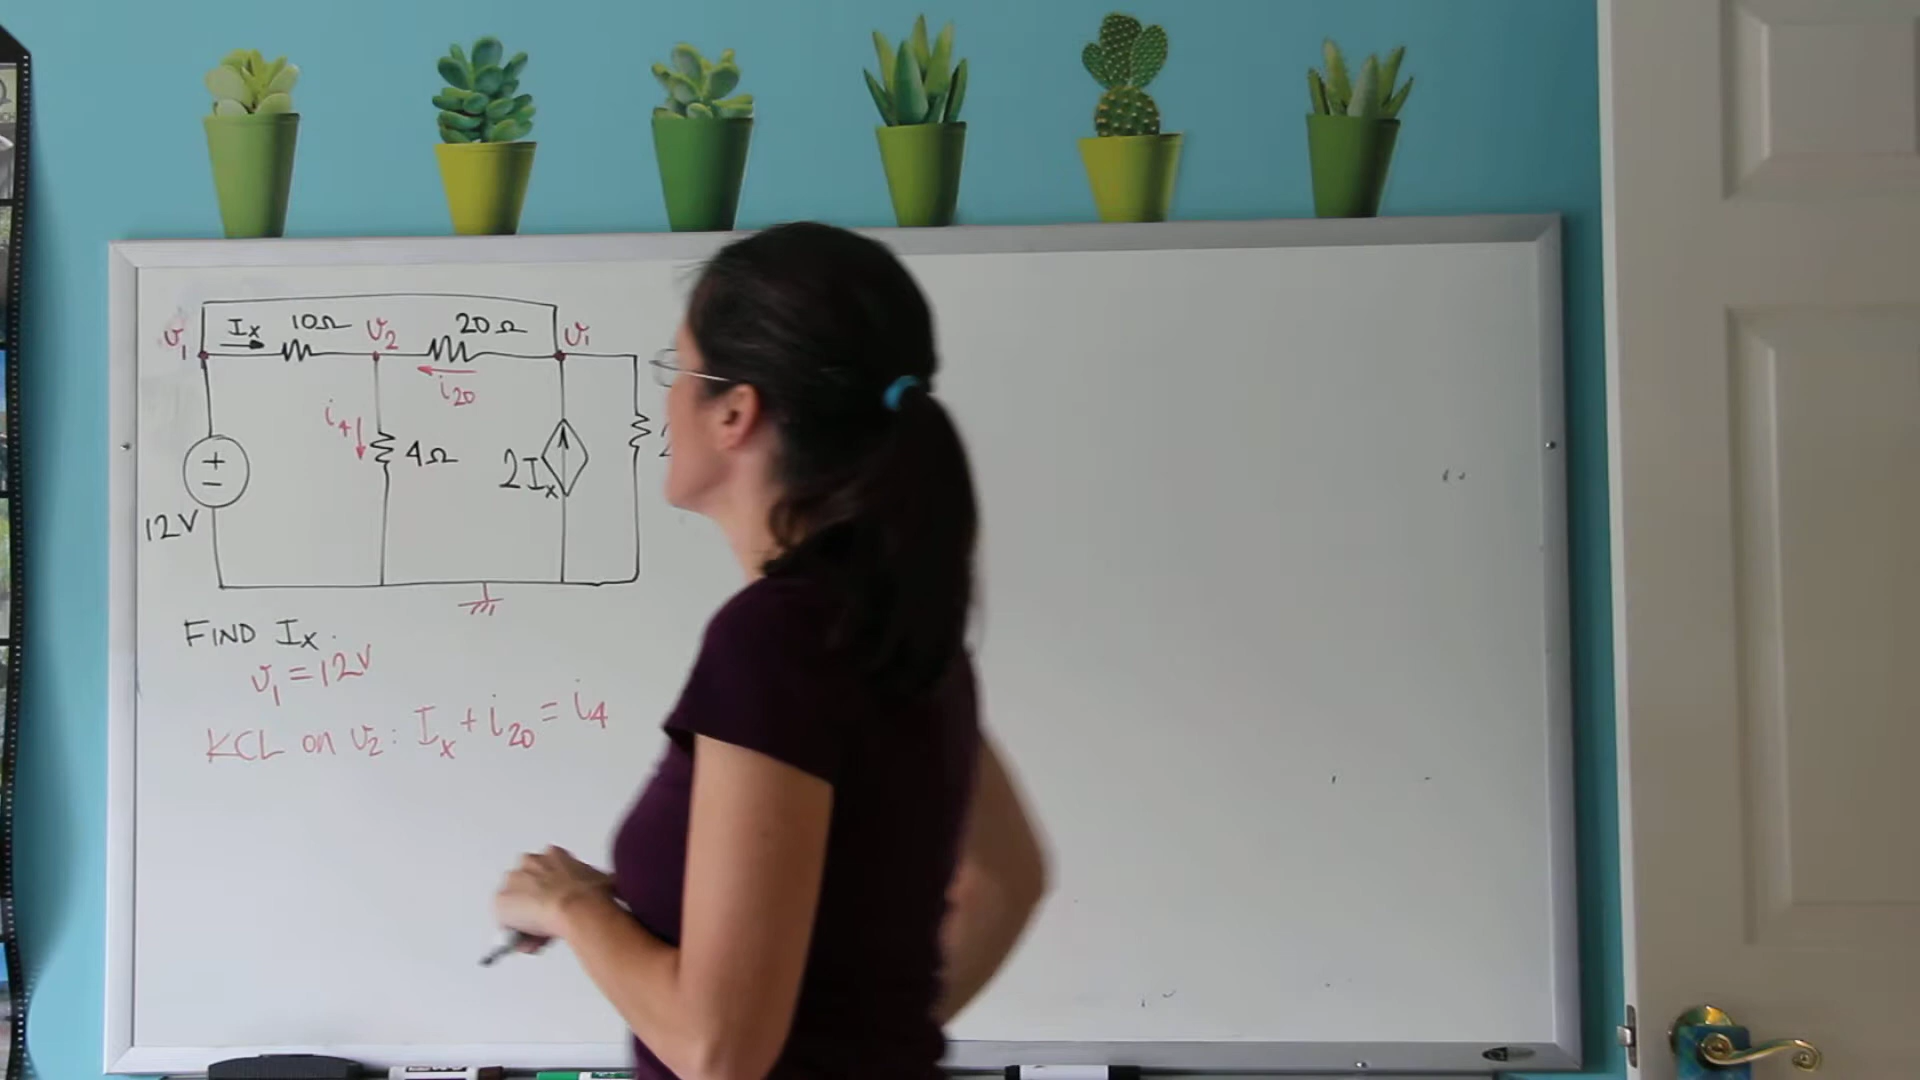 v₁ Iₓ 10Ω v₂ 20Ω v₁
i₂₀
i₄
4Ω 2Iₓ
12V
+
−
FIND Iₓ.
v₁ = 12V
KCL on v₂: Iₓ + i₂₀ = i₄